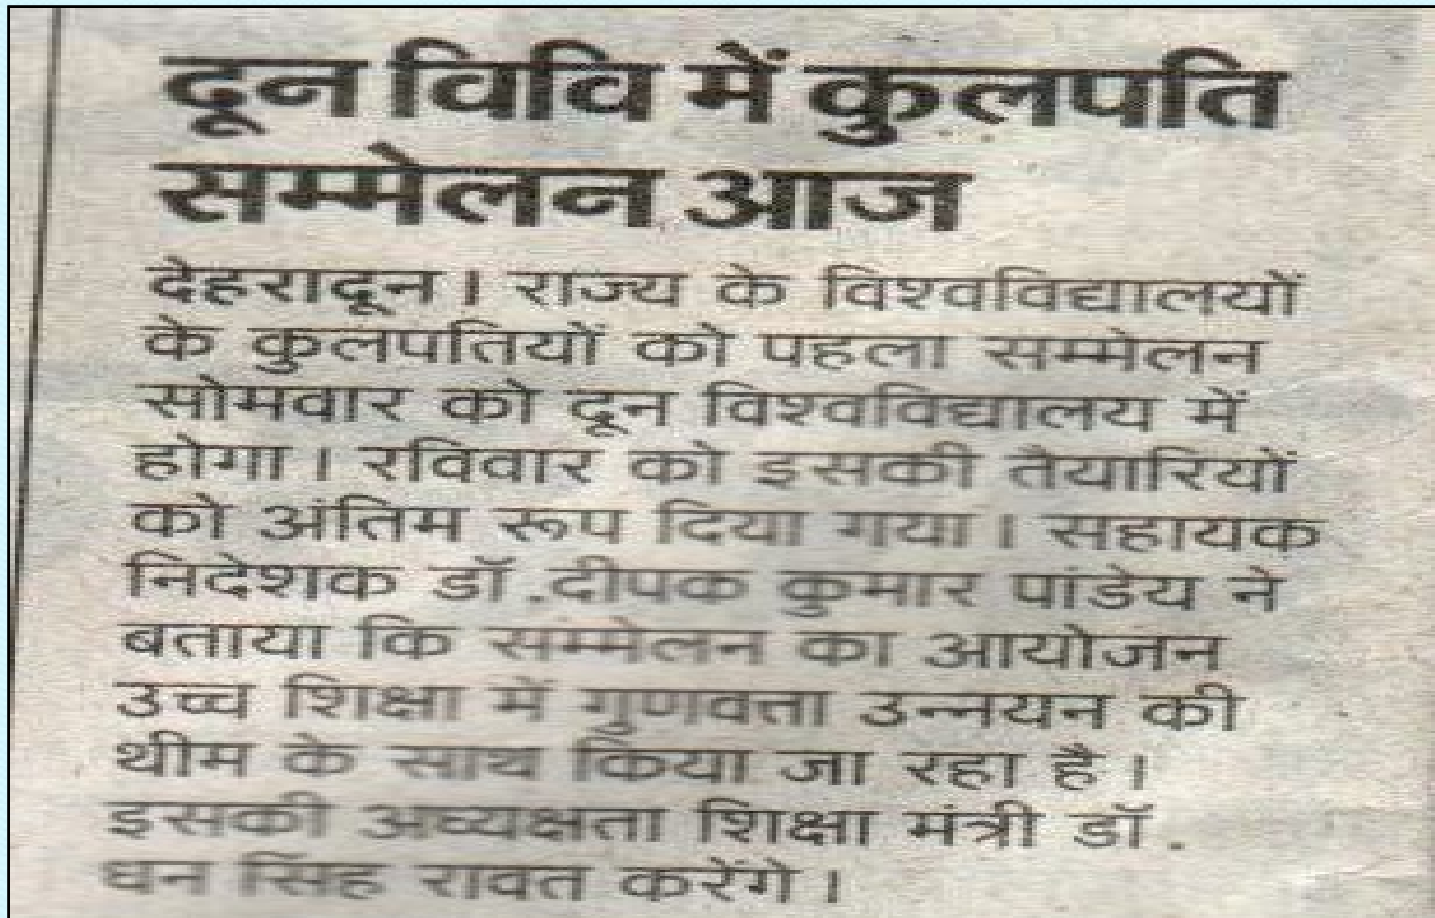 दून विवि में कुलपति
सम्मेलन आज
देहरादून। राज्य के विश्वविद्यालयों
के कुलपतियों को पहला सम्मेलन
सोमवार को दून विश्वविद्यालय में
होगा। रविवार को इसकी तैयारियों
को अंतिम रूप दिया गया। सहायक
निदेशक डॉ.दीपक कुमार पांडेय ने
बताया कि सम्मेलन का आयोजन
उच्च शिक्षा में गुणवत्ता उन्नयन की
थीम के साथ किया जा रहा है।
इसकी अध्यक्षता शिक्षा मंत्री डॉ.
धन सिंह रावत करेंगे।